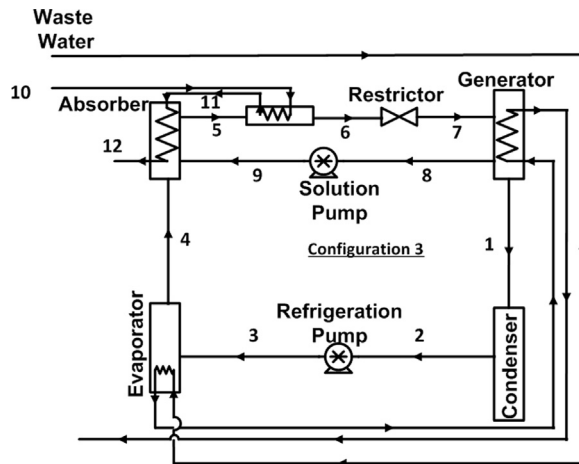 Waste
Water
10
Absorber
11
Restrictor
Generator
5
6
7
12
9
8
Solution
Pump
4
Configuration 3
1
Evaporator
3
Refrigeration
Pump
2
Condenser